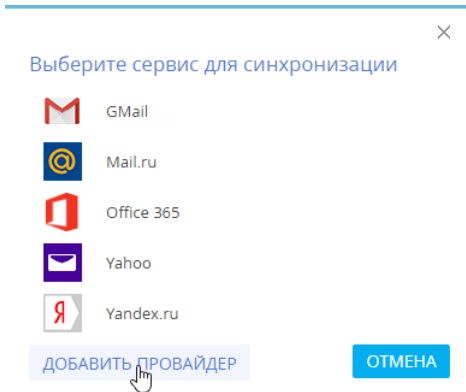 Выберите сервис для синхронизации
GMail
Mail.ru
Office 365
Yahoo
Yandex.ru
ДОБАВИТЬ ПРОВАЙДЕР
ОТМЕНА